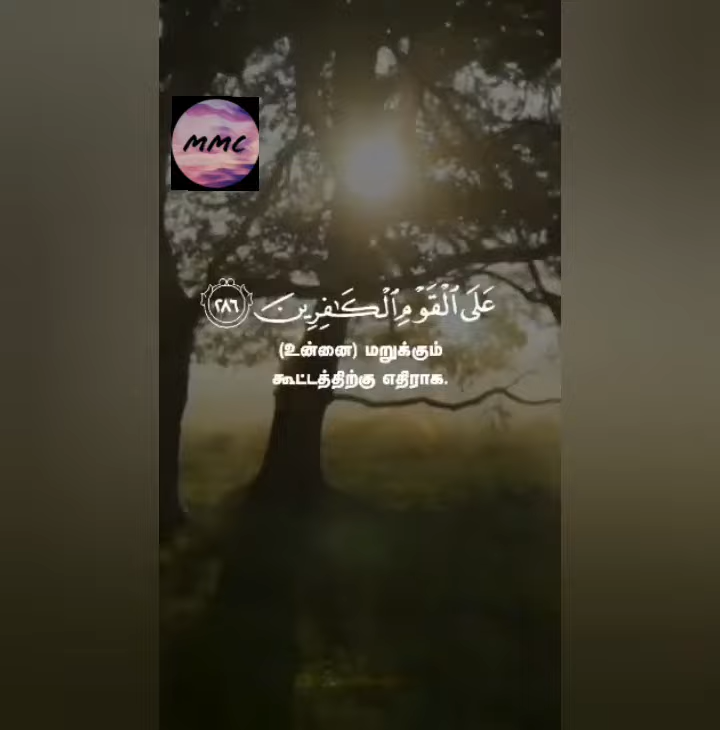 MMC
عَلَى ٱلْقَوْمِ ٱلْكَـٰفِرِينَ ٢٨٦
(உன்னை) மறுக்கும்
கூட்டத்திற்கு எதிராக.